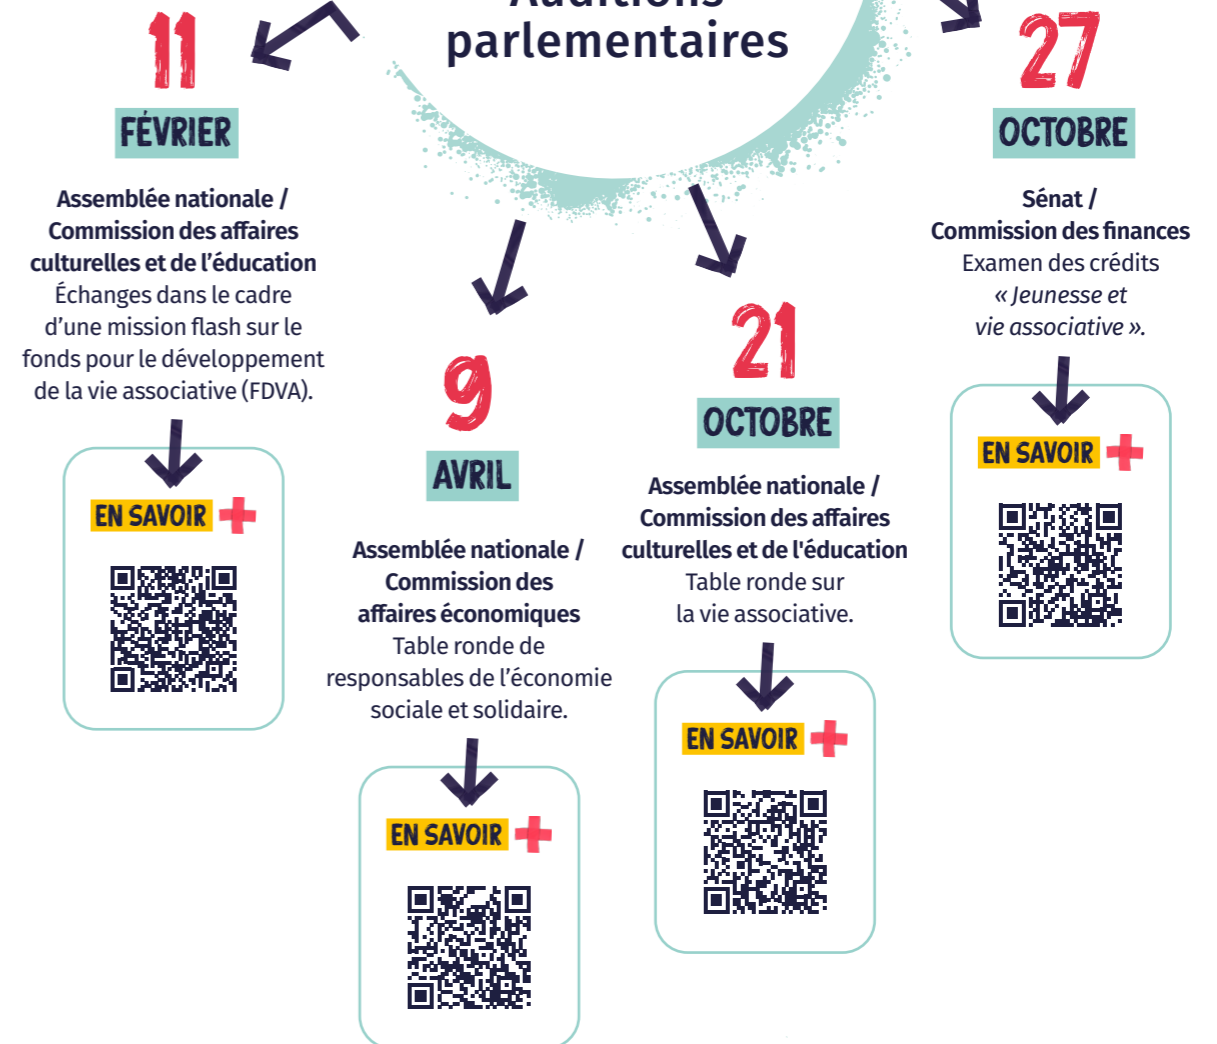 Auditions
parlementaires
11
FÉVRIER
Assemblée nationale /
Commission des affaires
culturelles et de l’éducation
Échanges dans le cadre
d’une mission flash sur le
fonds pour le développement
de la vie associative (FDVA).
EN SAVOIR +
9
AVRIL
Assemblée nationale /
Commission des
affaires économiques
Table ronde de
responsables de l’économie
sociale et solidaire.
EN SAVOIR +
21
OCTOBRE
Assemblée nationale /
Commission des affaires
culturelles et de l'éducation
Table ronde sur
la vie associative.
EN SAVOIR +
27
OCTOBRE
Sénat /
Commission des finances
Examen des crédits
« Jeunesse et
vie associative ».
EN SAVOIR +